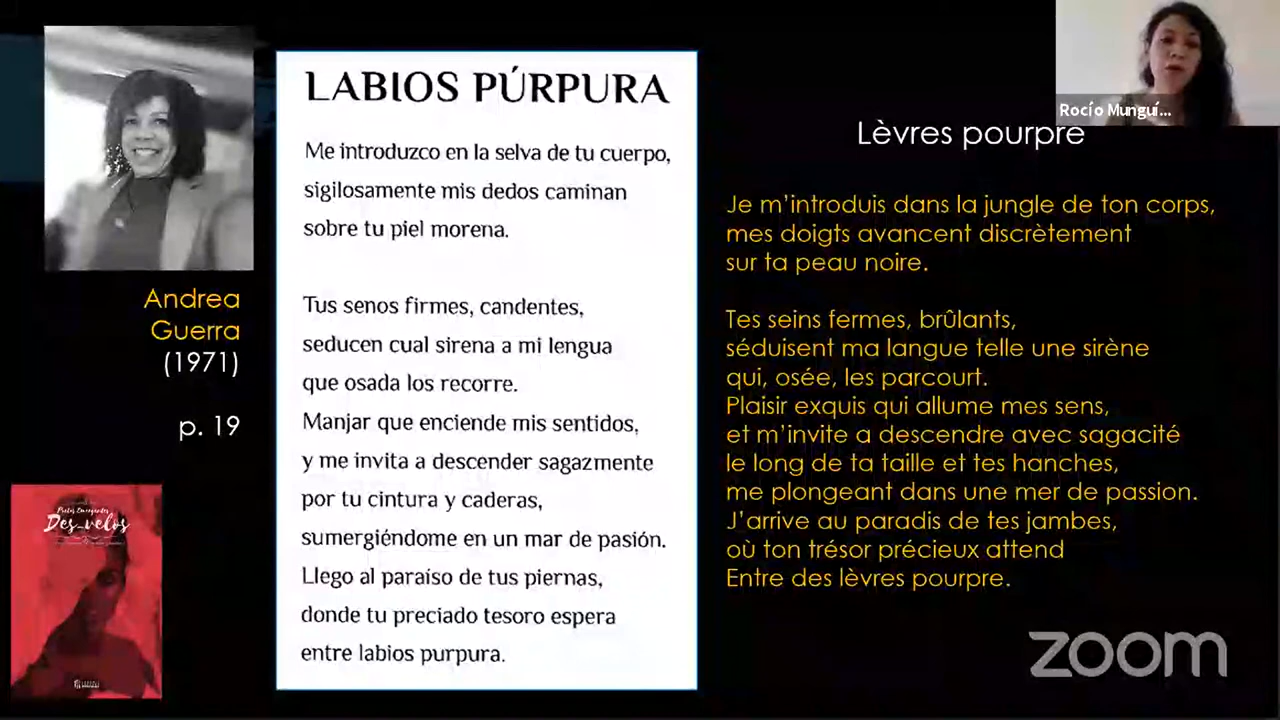 Andrea
Guerra
(1971)
p. 19
Poetas Emergentes
Des_velos
LABIOS PÚRPURA
Me introduzco en la selva de tu cuerpo,
sigilosamente mis dedos caminan
sobre tu piel morena.
Tus senos firmes, candentes,
seducen cual sirena a mi lengua
que osada los recorre.
Manjar que enciende mis sentidos,
y me invita a descender sagazmente
por tu cintura y caderas,
sumergiéndome en un mar de pasión.
Llego al paraíso de tus piernas,
donde tu preciado tesoro espera
entre labios purpura.
Rocío Munguí...
Lèvres pourpre
Je m'introduis dans la jungle de ton corps,
mes doigts avancent discrètement
sur ta peau noire.
Tes seins fermes, brûlants,
séduisent ma langue telle une sirène
qui, osée, les parcourt.
Plaisir exquis qui allume mes sens,
et m'invite a descendre avec sagacité
le long de ta taille et tes hanches,
me plongeant dans une mer de passion.
J'arrive au paradis de tes jambes,
où ton trésor précieux attend
Entre des lèvres pourpre.
zoom